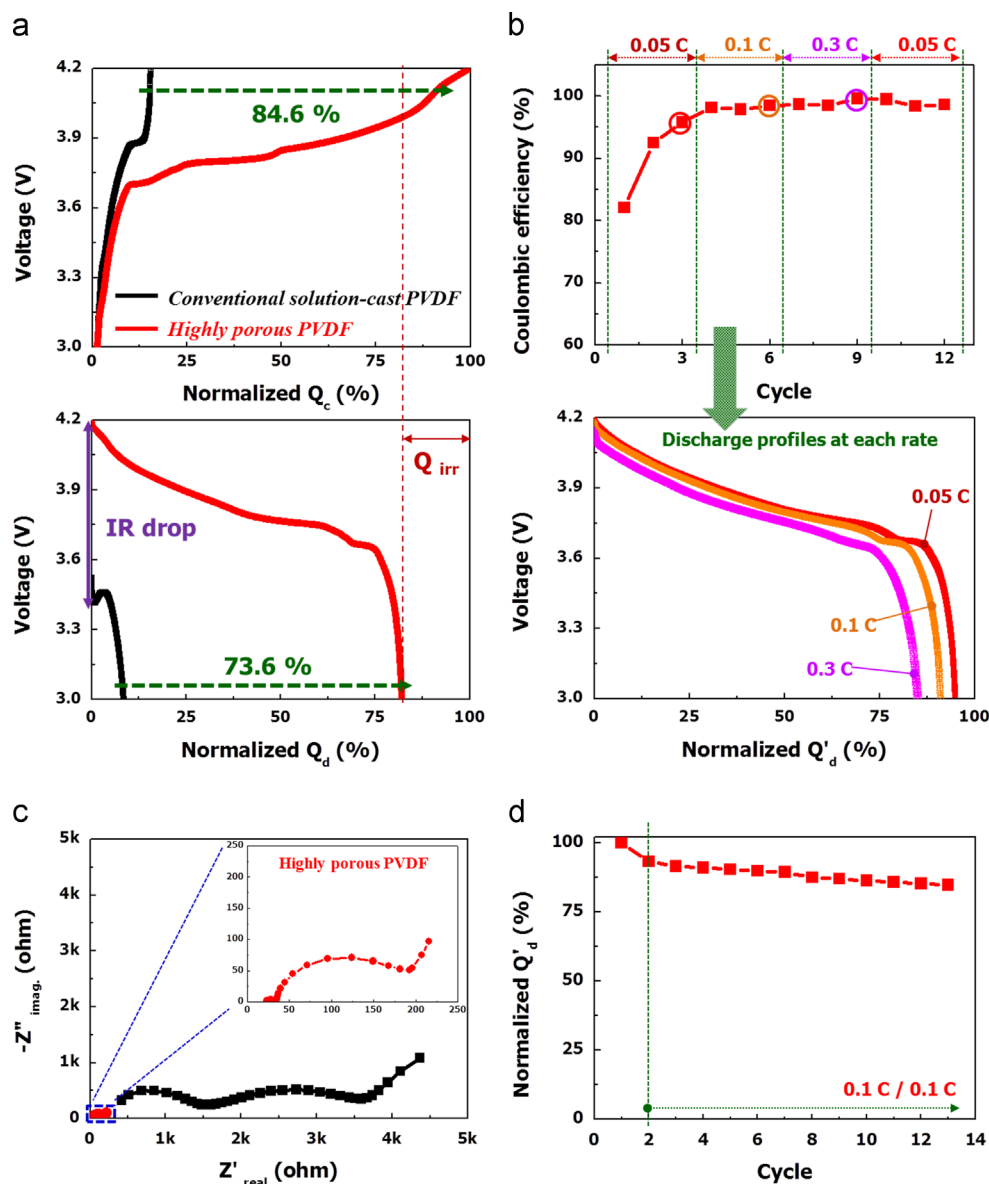 a
4.2
3.9
3.6
3.3
3.0
Voltage (V)
84.6 %
Conventional solution-cast PVDF
Highly porous PVDF
0 25 50 75 100
Normalized Qc (%)
4.2
3.9
3.6
3.3
3.0
Voltage (V)
IR drop
Q irr
73.6 %
0 25 50 75 100
Normalized Qd (%)
b
0.05 C 0.1 C 0.3 C 0.05 C
100
90
80
70
60
Coulombic efficiency (%)
0 3 6 9 12
Cycle
4.2
3.9
3.6
3.3
3.0
Voltage (V)
Discharge profiles at each rate
0.05 C
0.1 C
0.3 C
0 25 50 75 100
Normalized Q'd (%)
c
5k
4k
3k
2k
1k
0
-Z''imag. (ohm)
250
200
150
100
50
0
Highly porous PVDF
0 50 100 150 200 250
0 1k 2k 3k 4k 5k
Z'real (ohm)
d
100
75
50
25
0
Normalized Q'd (%)
0.1 C / 0.1 C
0 2 4 6 8 10 12 14
Cycle